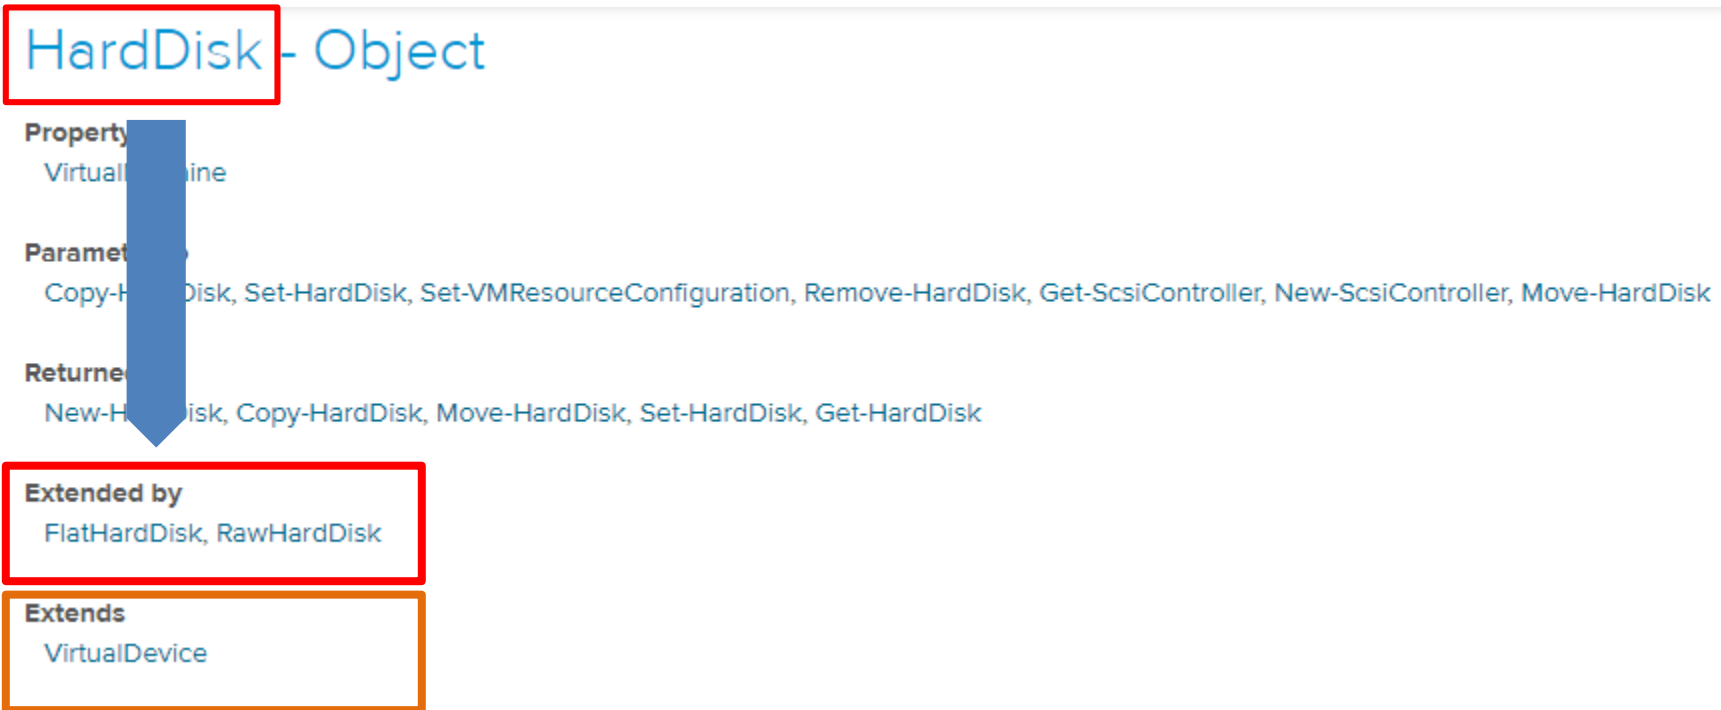 HardDisk - Object
Property
Virtual ine
Paramet
Copy-H Disk, Set-HardDisk, Set-VMResourceConfiguration, Remove-HardDisk, Get-ScsiController, New-ScsiController, Move-HardDisk
Returned
New-H isk, Copy-HardDisk, Move-HardDisk, Set-HardDisk, Get-HardDisk
Extended by
FlatHardDisk, RawHardDisk
Extends
VirtualDevice